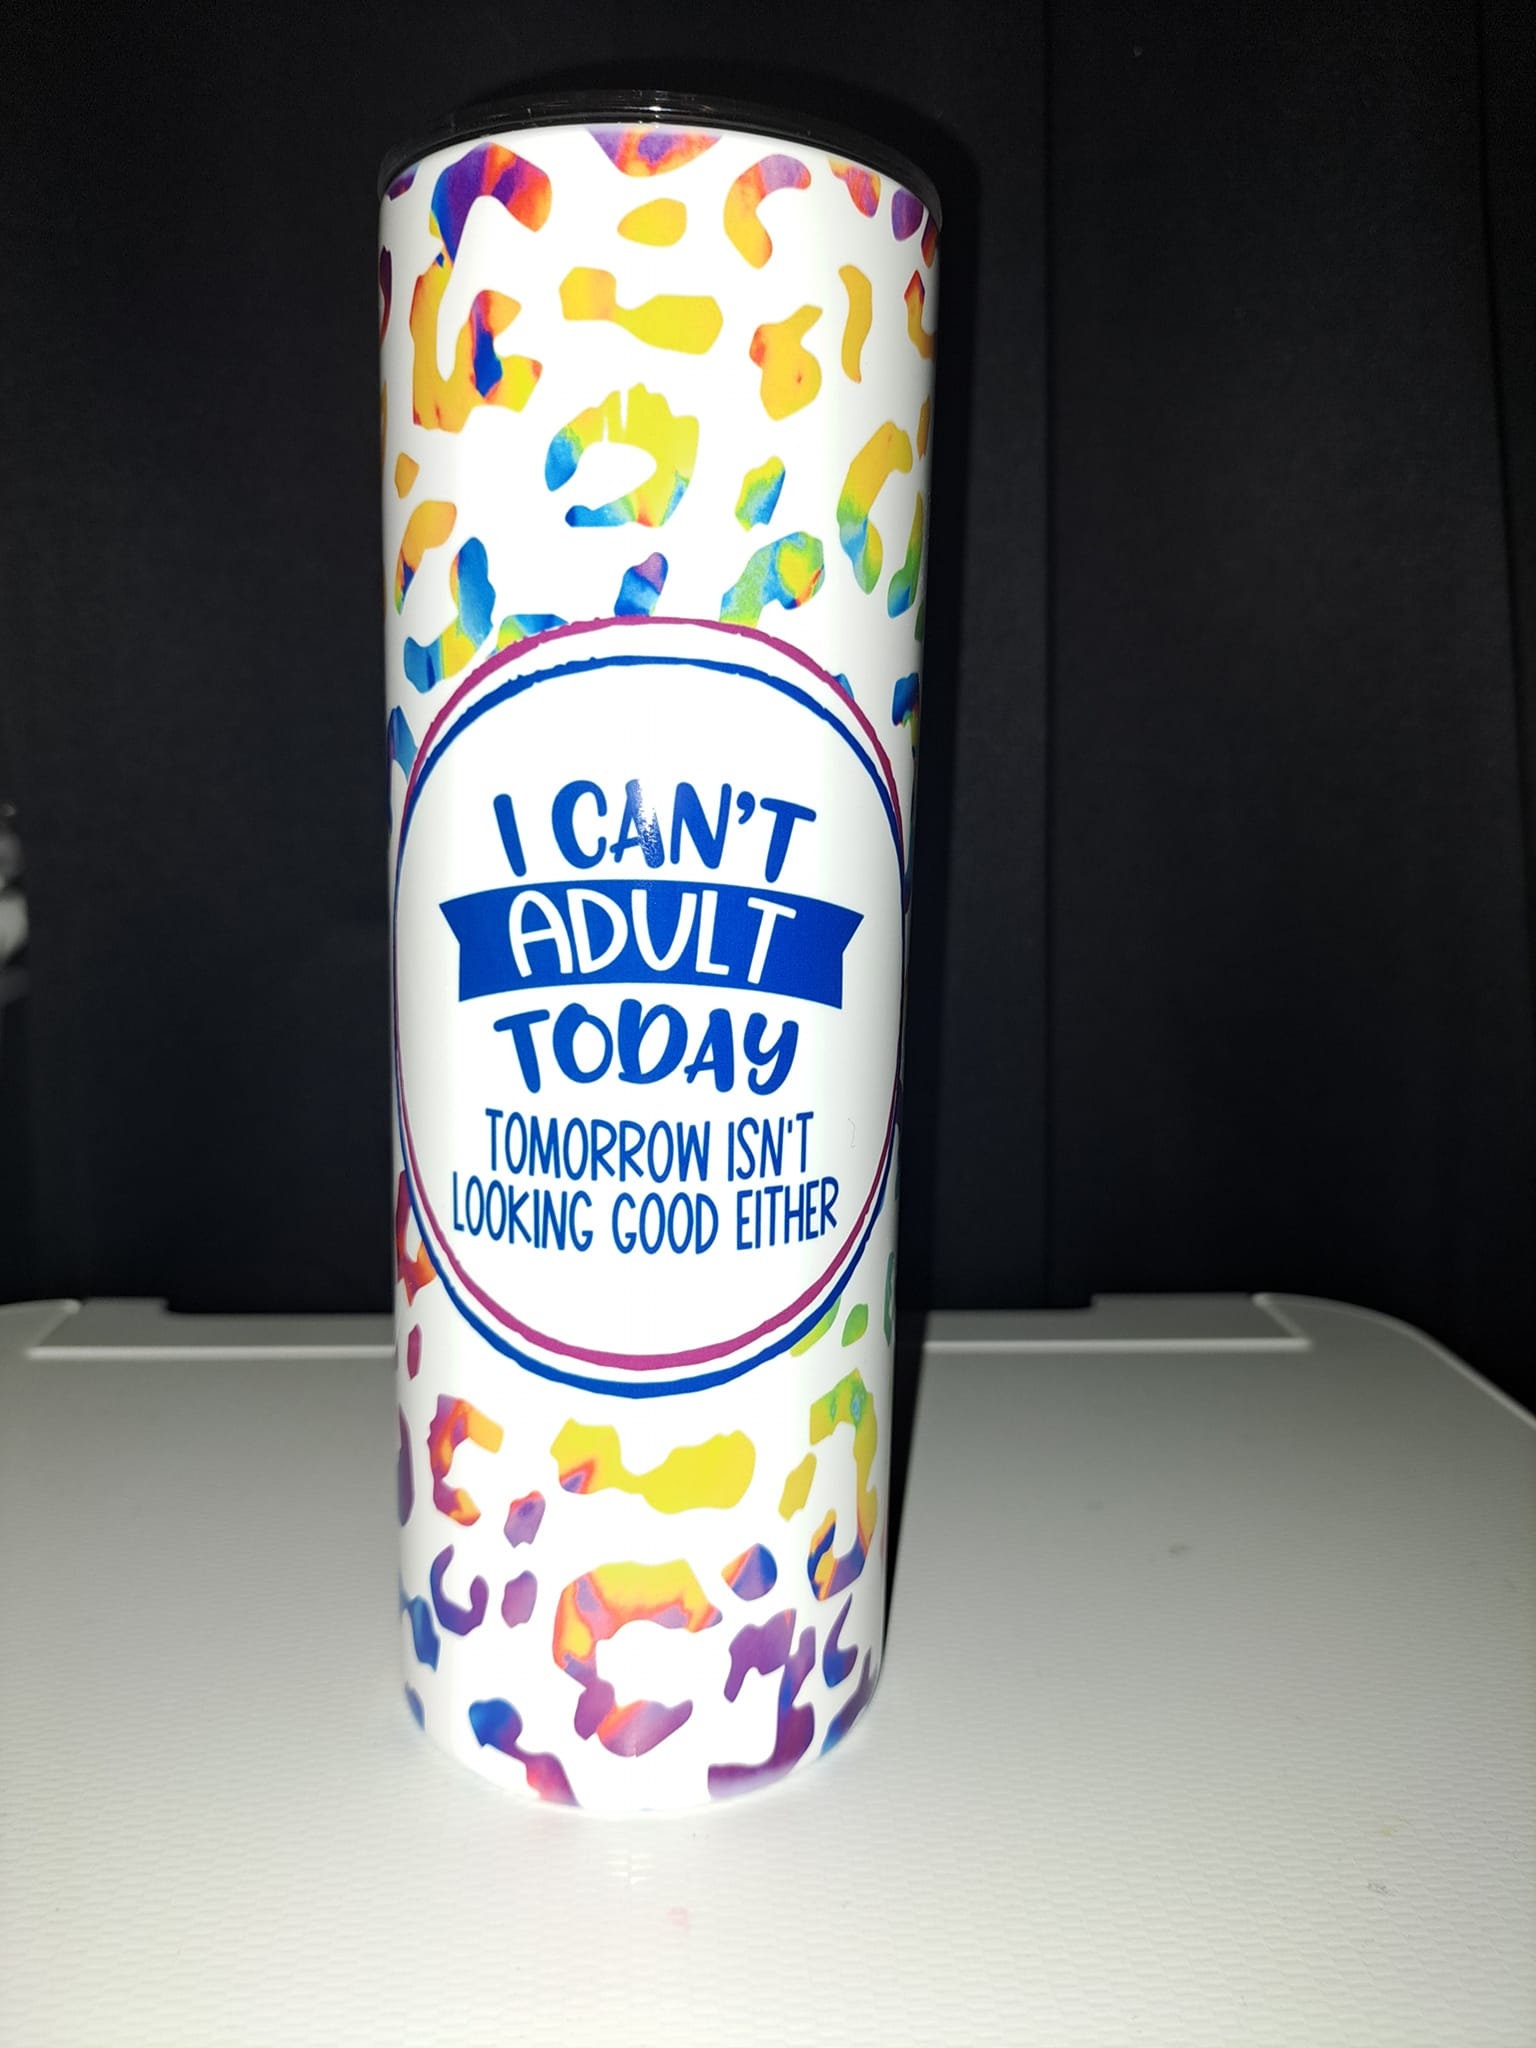 I CAN'T
ADULT
TODAY
TOMORROW ISN'T
LOOKING GOOD EITHER